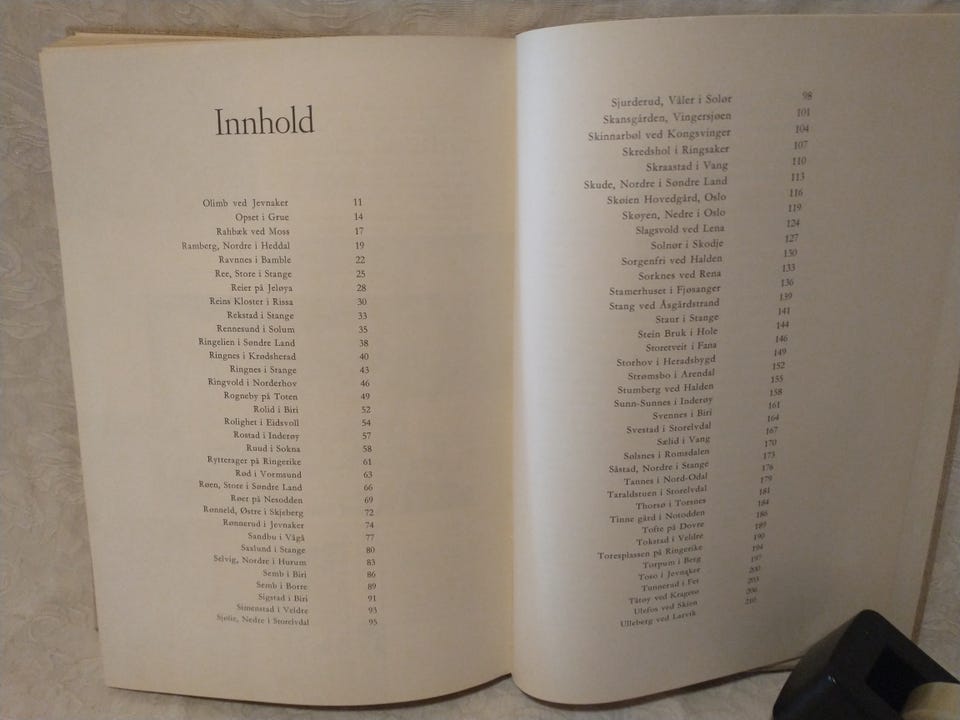 Innhold
Olimb ved Jevnaker 11
Opset i Grue 14
Rahbæk ved Moss 17
Ramberg, Nordre i Heddal 19
Ravnnes i Bamble 22
Ree, Store i Stange 25
Reier på Jeløya 28
Reins Kloster i Rissa 30
Rekstad i Stange 33
Rennesund i Solum 35
Ringelien i Søndre Land 38
Ringnes i Krødsherad 40
Ringnes i Stange 43
Ringvold i Norderhov 46
Rogneby på Toten 49
Rolid i Biri 52
Rolighet i Eidsvoll 54
Rostad i Inderøy 57
Ruud i Sokna 58
Rytterager på Ringerike 61
Rød i Vormsund 63
Røen, Store i Søndre Land 66
Røer på Nesodden 69
Rønneld, Østre i Skjeberg 72
Rønnerud i Jevnaker 74
Sandbu i Vågå 77
Saxlund i Stange 80
Selvig, Nordre i Hurum 83
Semb i Biri 86
Semb i Borre 89
Sigstad i Biri 91
Simenstad i Veldre 93
Sjølie, Nedre i Storelvdal 95
Sjurderud, Våler i Solør 98
Skansgården, Vingersjøen 101
Skinnarbøl ved Kongsvinger 104
Skredshol i Ringsaker 107
Skraastad i Vang 110
Skude, Nordre i Søndre Land 113
Skøien Hovedgård, Oslo 116
Skøyen, Nedre i Oslo 119
Slagsvold ved Lena 124
Solnør i Skodje 127
Sorgenfri ved Halden 130
Sorknes ved Rena 133
Stamerhuset i Fjøsanger 136
Stang ved Åsgårdstrand 139
Staur i Stange 141
Stein Bruk i Hole 144
Storetveit i Fana 146
Storhov i Heradsbygd 149
Strømsbo i Arendal 152
Stumberg ved Halden 155
Sunn-Sunnes i Inderøy 158
Svennes i Biri 161
Svestad i Storelvdal 164
Sælid i Vang 167
Sølsnes i Romsdalen 170
Såstad, Nordre i Stange 173
Tannes i Nord-Odal 176
Taraldstuen i Storelvdal 179
Thorsø i Torsnes 181
Tinne gård i Notodden 184
Tofte på Dovre 186
Tokstad i Veldre 189
Toresplassen på Ringerike 190
Torpum i Berg 194
Toso i Jevnaker 197
Tunnerud i Fet 200
Tåtøy ved Kragerø 203
Ulefos ved Skien 206
Ulleberg ved Larvik 210